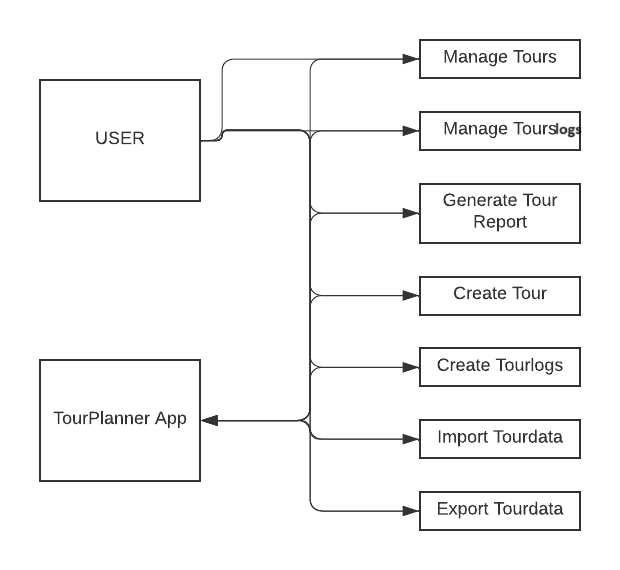 USER
TourPlanner App
Manage Tours
Manage Tourslogs
Generate Tour
Report
Create Tour
Create Tourlogs
Import Tourdata
Export Tourdata